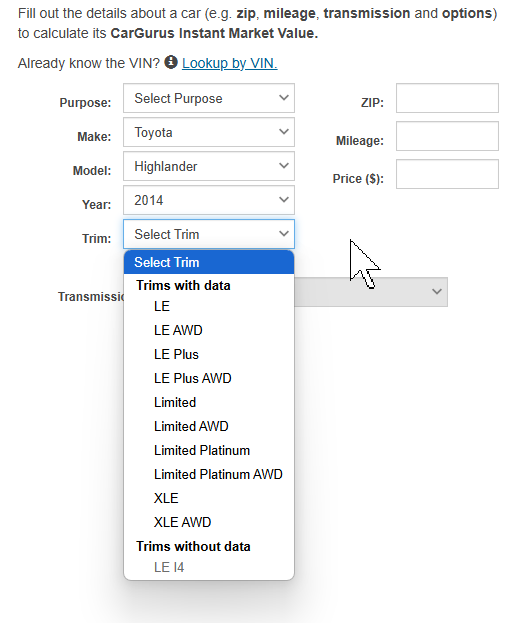 Fill out the details about a car (e.g. zip, mileage, transmission and options)
to calculate its CarGurus Instant Market Value.
Already know the VIN? Lookup by VIN.
Purpose: Select Purpose
ZIP:
Make: Toyota
Mileage:
Model: Highlander
Price ($):
Year: 2014
Trim: Select Trim
Select Trim
Trims with data
Transmissi
LE
LE AWD
LE Plus
LE Plus AWD
Limited
Limited AWD
Limited Platinum
Limited Platinum AWD
XLE
XLE AWD
Trims without data
LE I4